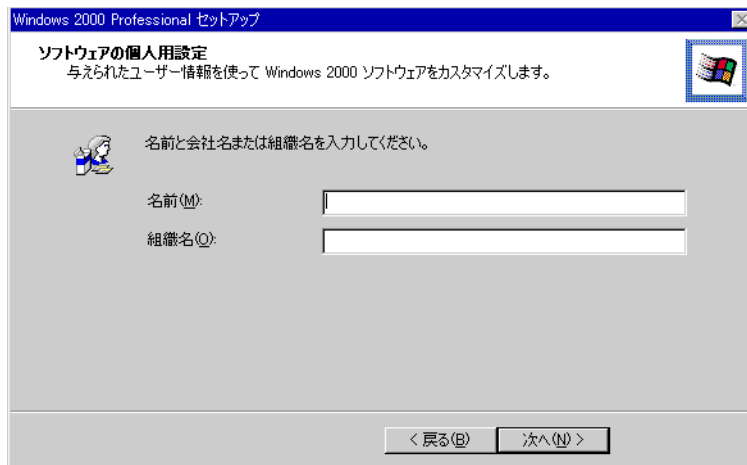 Windows 2000 Professional セットアップ
ソフトウェアの個人用設定
与えられたユーザー情報を使って Windows 2000 ソフトウェアをカスタマイズします。
名前と会社名または組織名を入力してください。
名前(M):
組織名(O):
< 戻る(B)
次へ(N) >